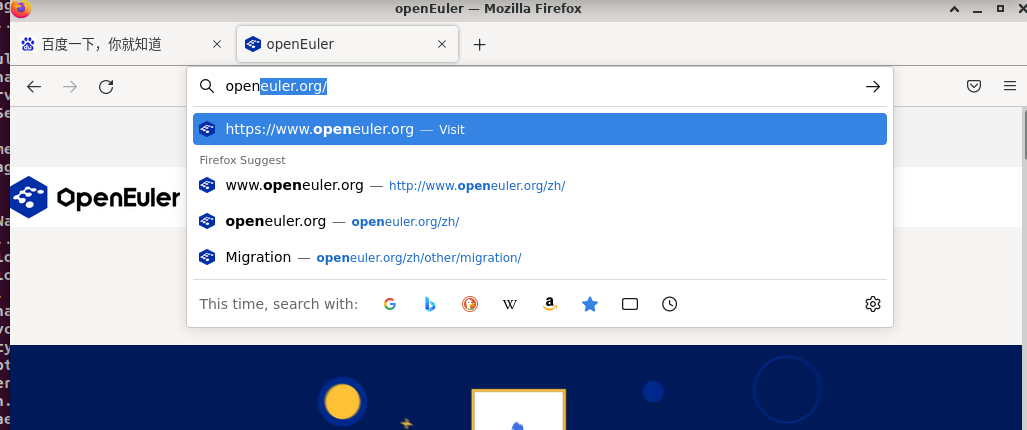 openEuler — Mozilla Firefox
百度一下，你就知道
openEuler
openeuler.org/
https://www.openeuler.org — Visit
Firefox Suggest
www.openeuler.org — http://www.openeuler.org/zh/
OpenEuler
openeuler.org — openeuler.org/zh/
Migration — openeuler.org/zh/other/migration/
This time, search with: